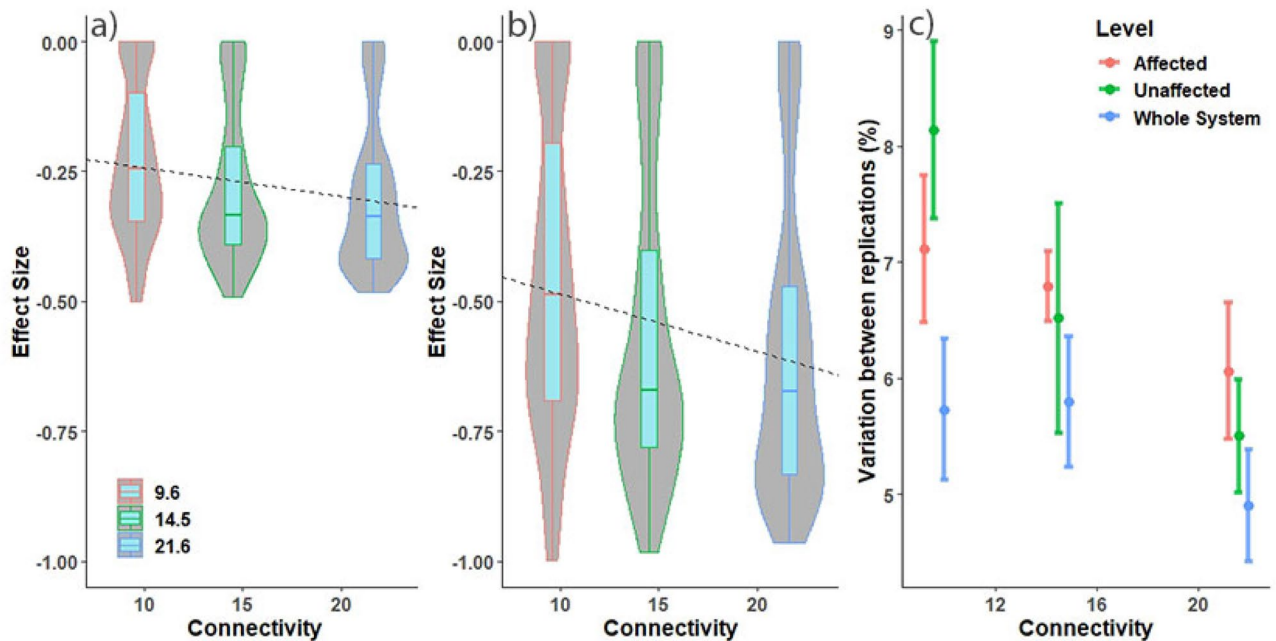 a)
0.00
-0.25
-0.50
-0.75
-1.00
Effect Size
9.6
14.5
21.6
10 15 20
Connectivity
b)
0.00
-0.25
-0.50
-0.75
-1.00
Effect Size
10 15 20
Connectivity
c)
9
8
7
6
5
Variation between replications (%)
Level
Affected
Unaffected
Whole System
12 16 20
Connectivity